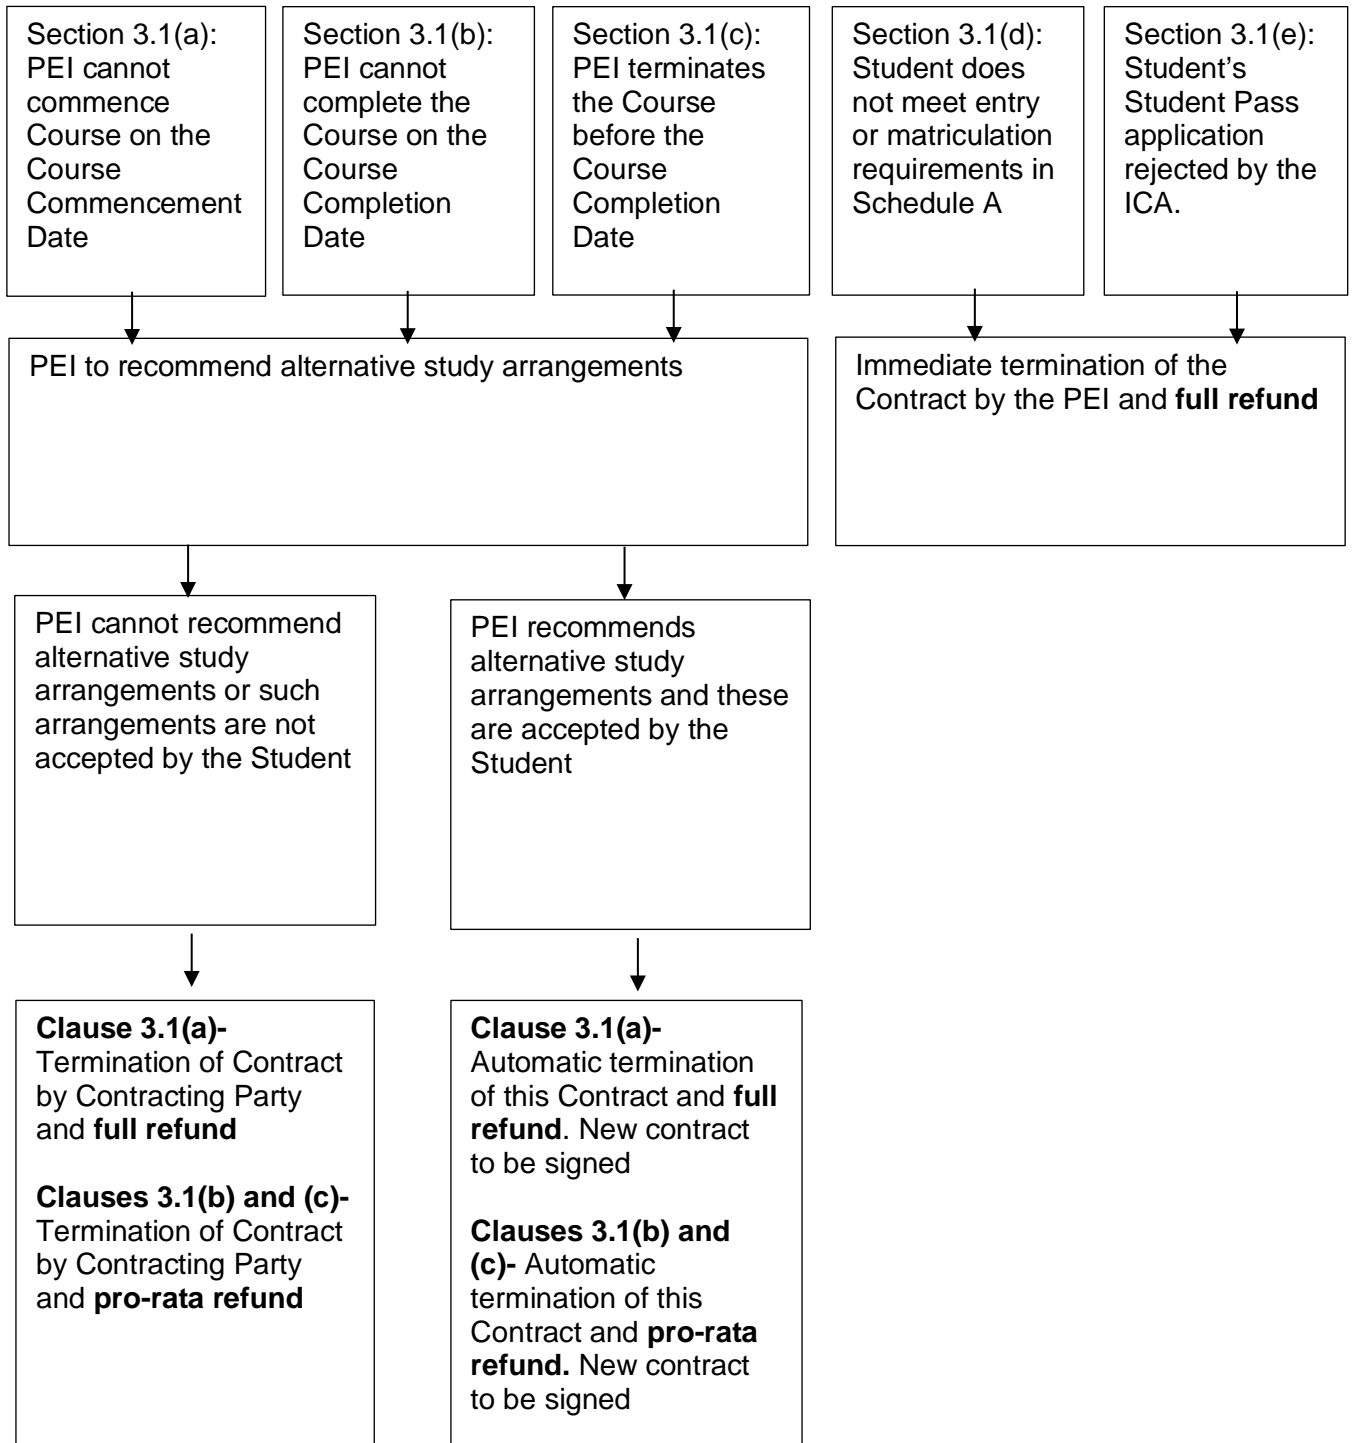 Section 3.1(a):
PEI cannot
commence
Course on the
Course
Commencement
Date
Section 3.1(b):
PEI cannot
complete the
Course on the
Course
Completion
Date
Section 3.1(c):
PEI terminates
the Course
before the
Course
Completion
Date
Section 3.1(d):
Student does
not meet entry
or matriculation
requirements in
Schedule A
Section 3.1(e):
Student’s
Student Pass
application
rejected by the
ICA.
PEI to recommend alternative study arrangements
Immediate termination of the
Contract by the PEI and full refund
PEI cannot recommend
alternative study
arrangements or such
arrangements are not
accepted by the Student
PEI recommends
alternative study
arrangements and these
are accepted by the
Student
Clause 3.1(a)-
Termination of Contract
by Contracting Party
and full refund
Clauses 3.1(b) and (c)-
Termination of Contract
by Contracting Party
and pro-rata refund
Clause 3.1(a)-
Automatic termination
of this Contract and full
refund. New contract
to be signed
Clauses 3.1(b) and
(c)- Automatic
termination of this
Contract and pro-rata
refund. New contract
to be signed